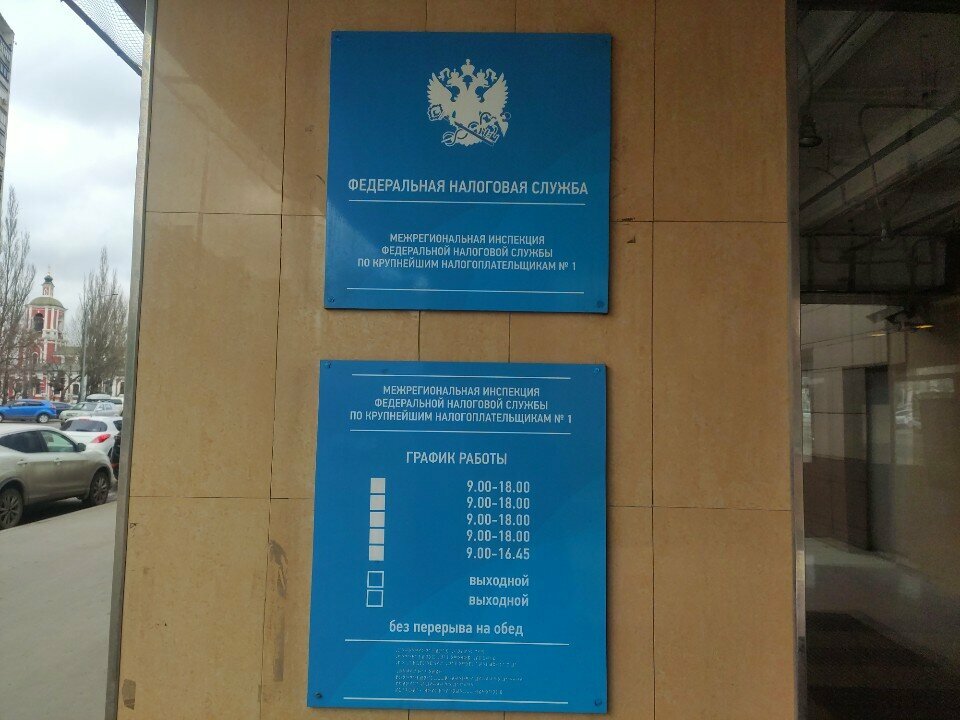 ФЕДЕРАЛЬНАЯ НАЛОГОВАЯ СЛУЖБА
МЕЖРЕГИОНАЛЬНАЯ ИНСПЕКЦИЯ
ФЕДЕРАЛЬНОЙ НАЛОГОВОЙ СЛУЖБЫ
ПО КРУПНЕЙШИМ НАЛОГОПЛАТЕЛЬЩИКАМ № 1
МЕЖРЕГИОНАЛЬНАЯ ИНСПЕКЦИЯ
ФЕДЕРАЛЬНОЙ НАЛОГОВОЙ СЛУЖБЫ
ПО КРУПНЕЙШИМ НАЛОГОПЛАТЕЛЬЩИКАМ № 1
ГРАФИК РАБОТЫ
9.00-18.00
9.00-18.00
9.00-18.00
9.00-18.00
9.00-16.45
выходной
выходной
без перерыва на обед